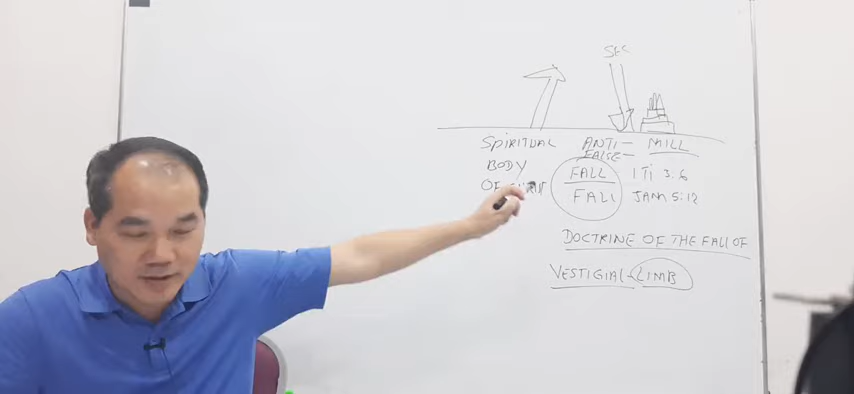 SEC
SPIRITUAL ANTI- MILL
BODY FALSE-
FALL 1 TI 3:6
OF
FALL JAM 5:12
DOCTRINE OF THE FALL OF
VESTIGIAL-LIMB